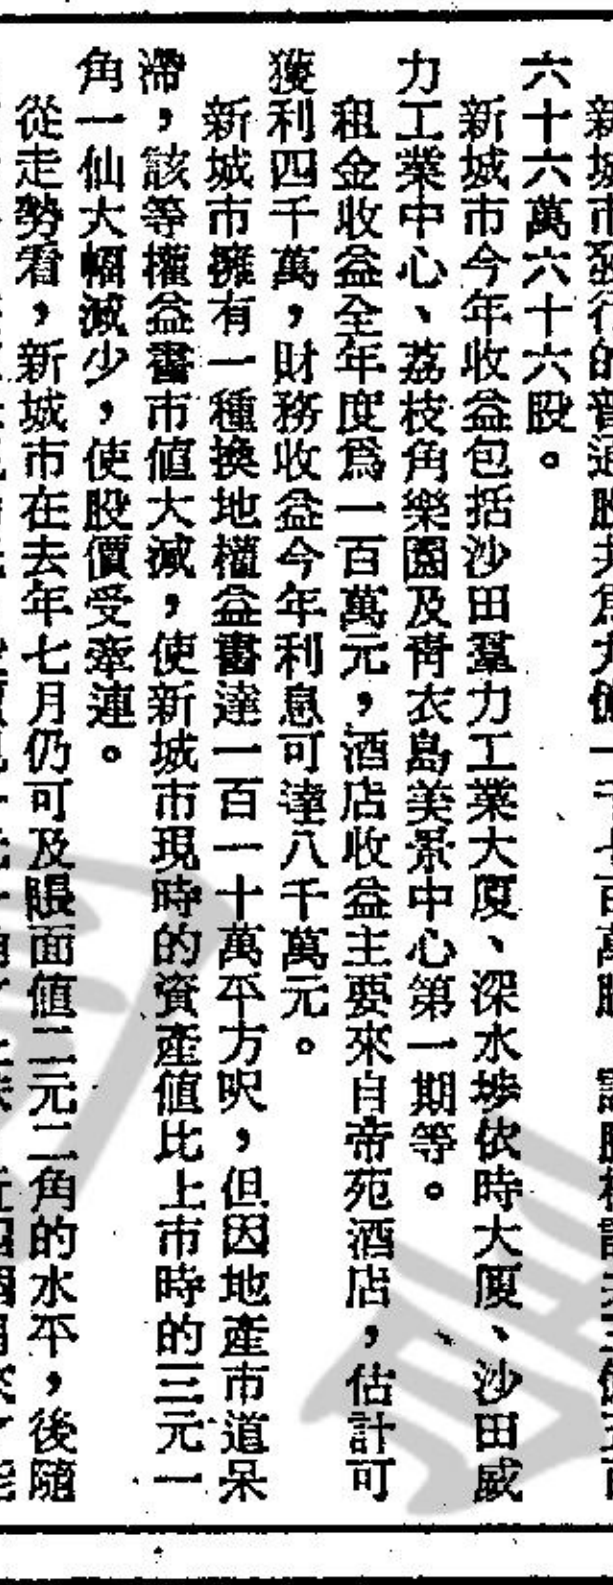 新城市發行的普通股共爲九億一千七百萬股
六十六萬六十六股。
新城市今年收益包括沙田羣力工業大廈、深水埗依時大厦、沙田威
力工業中心、荔枝角樂園及青衣島美景中心第一期等。
租金收益全年度爲一百萬元，酒店收益主要來自帝苑酒店，估計可
獲利四千萬，財務收益今年利息可達八千萬元。
新城市擁有一種換地權益書達一百一十萬平方呎，但因地產市道呆
滯，該等權益書市值大減，使新城市現時的資產值比上市時的三元一
角一仙大幅減少，使股價受牽連。
從走勢看，新城市在去年七月仍可及賬面值二元二角的水平，後隨